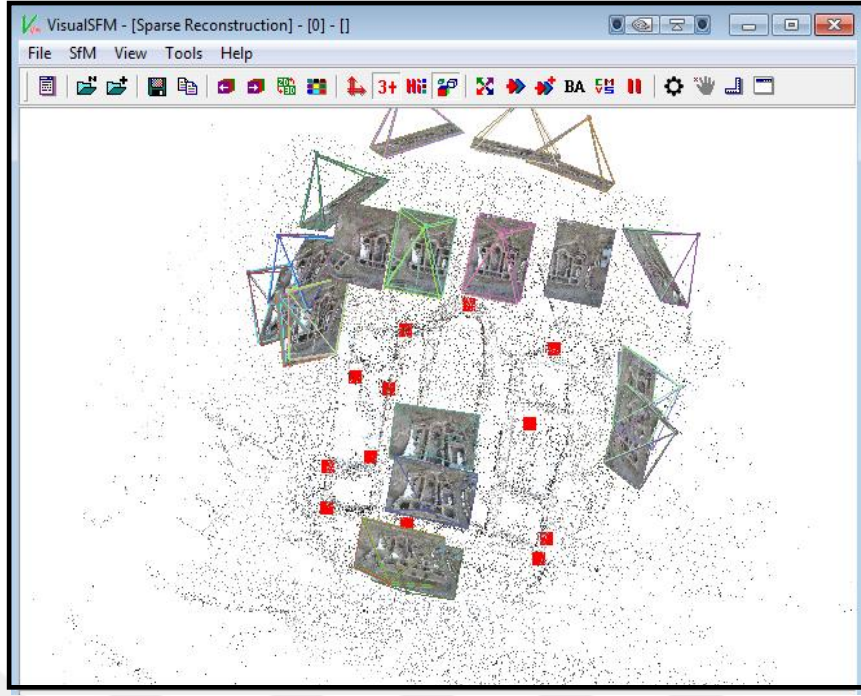 VisualSFM - [Sparse Reconstruction] - [0] - []
File SfM View Tools Help
3+ BA